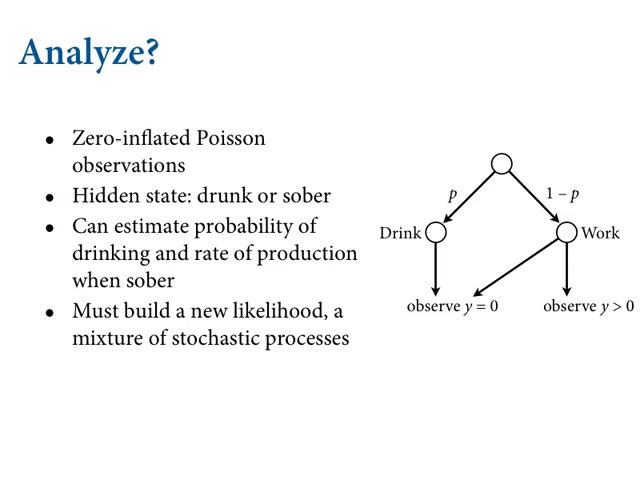 Analyze?
• Zero-inflated Poisson
observations
• Hidden state: drunk or sober
• Can estimate probability of
drinking and rate of production
when sober
• Must build a new likelihood, a
mixture of stochastic processes
p
1 – p
Drink
Work
observe y = 0
observe y > 0